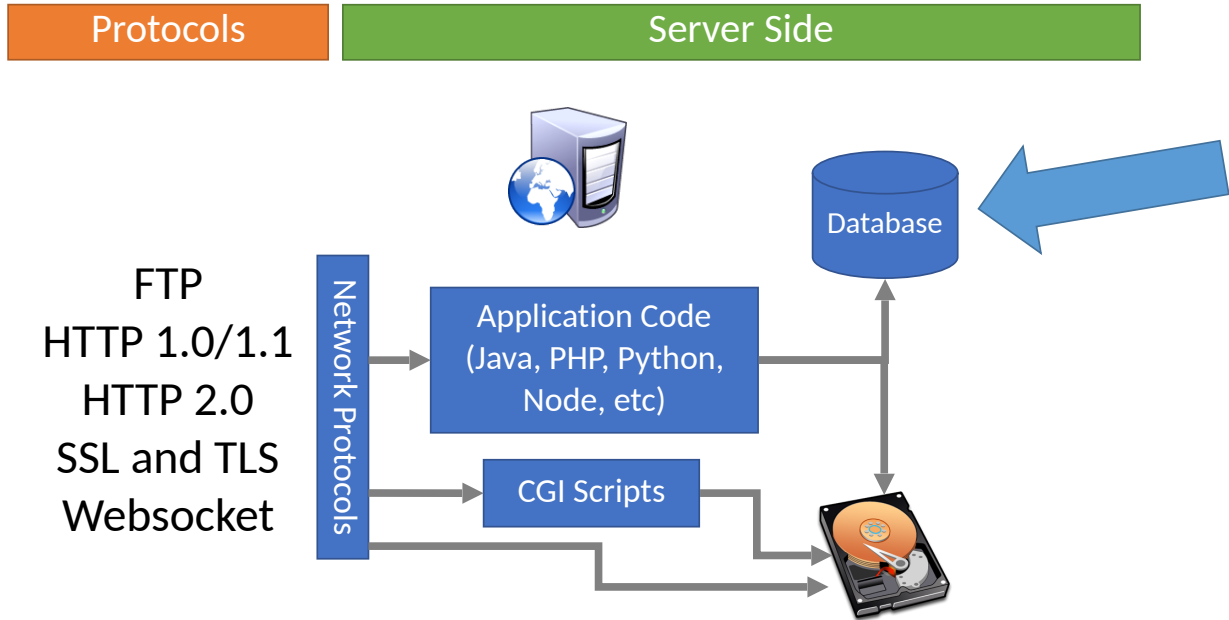 Protocols
Server Side
Database
FTP
HTTP 1.0/1.1
HTTP 2.0
SSL and TLS
Websocket
Network Protocols
Application Code
(Java, PHP, Python,
Node, etc)
CGI Scripts